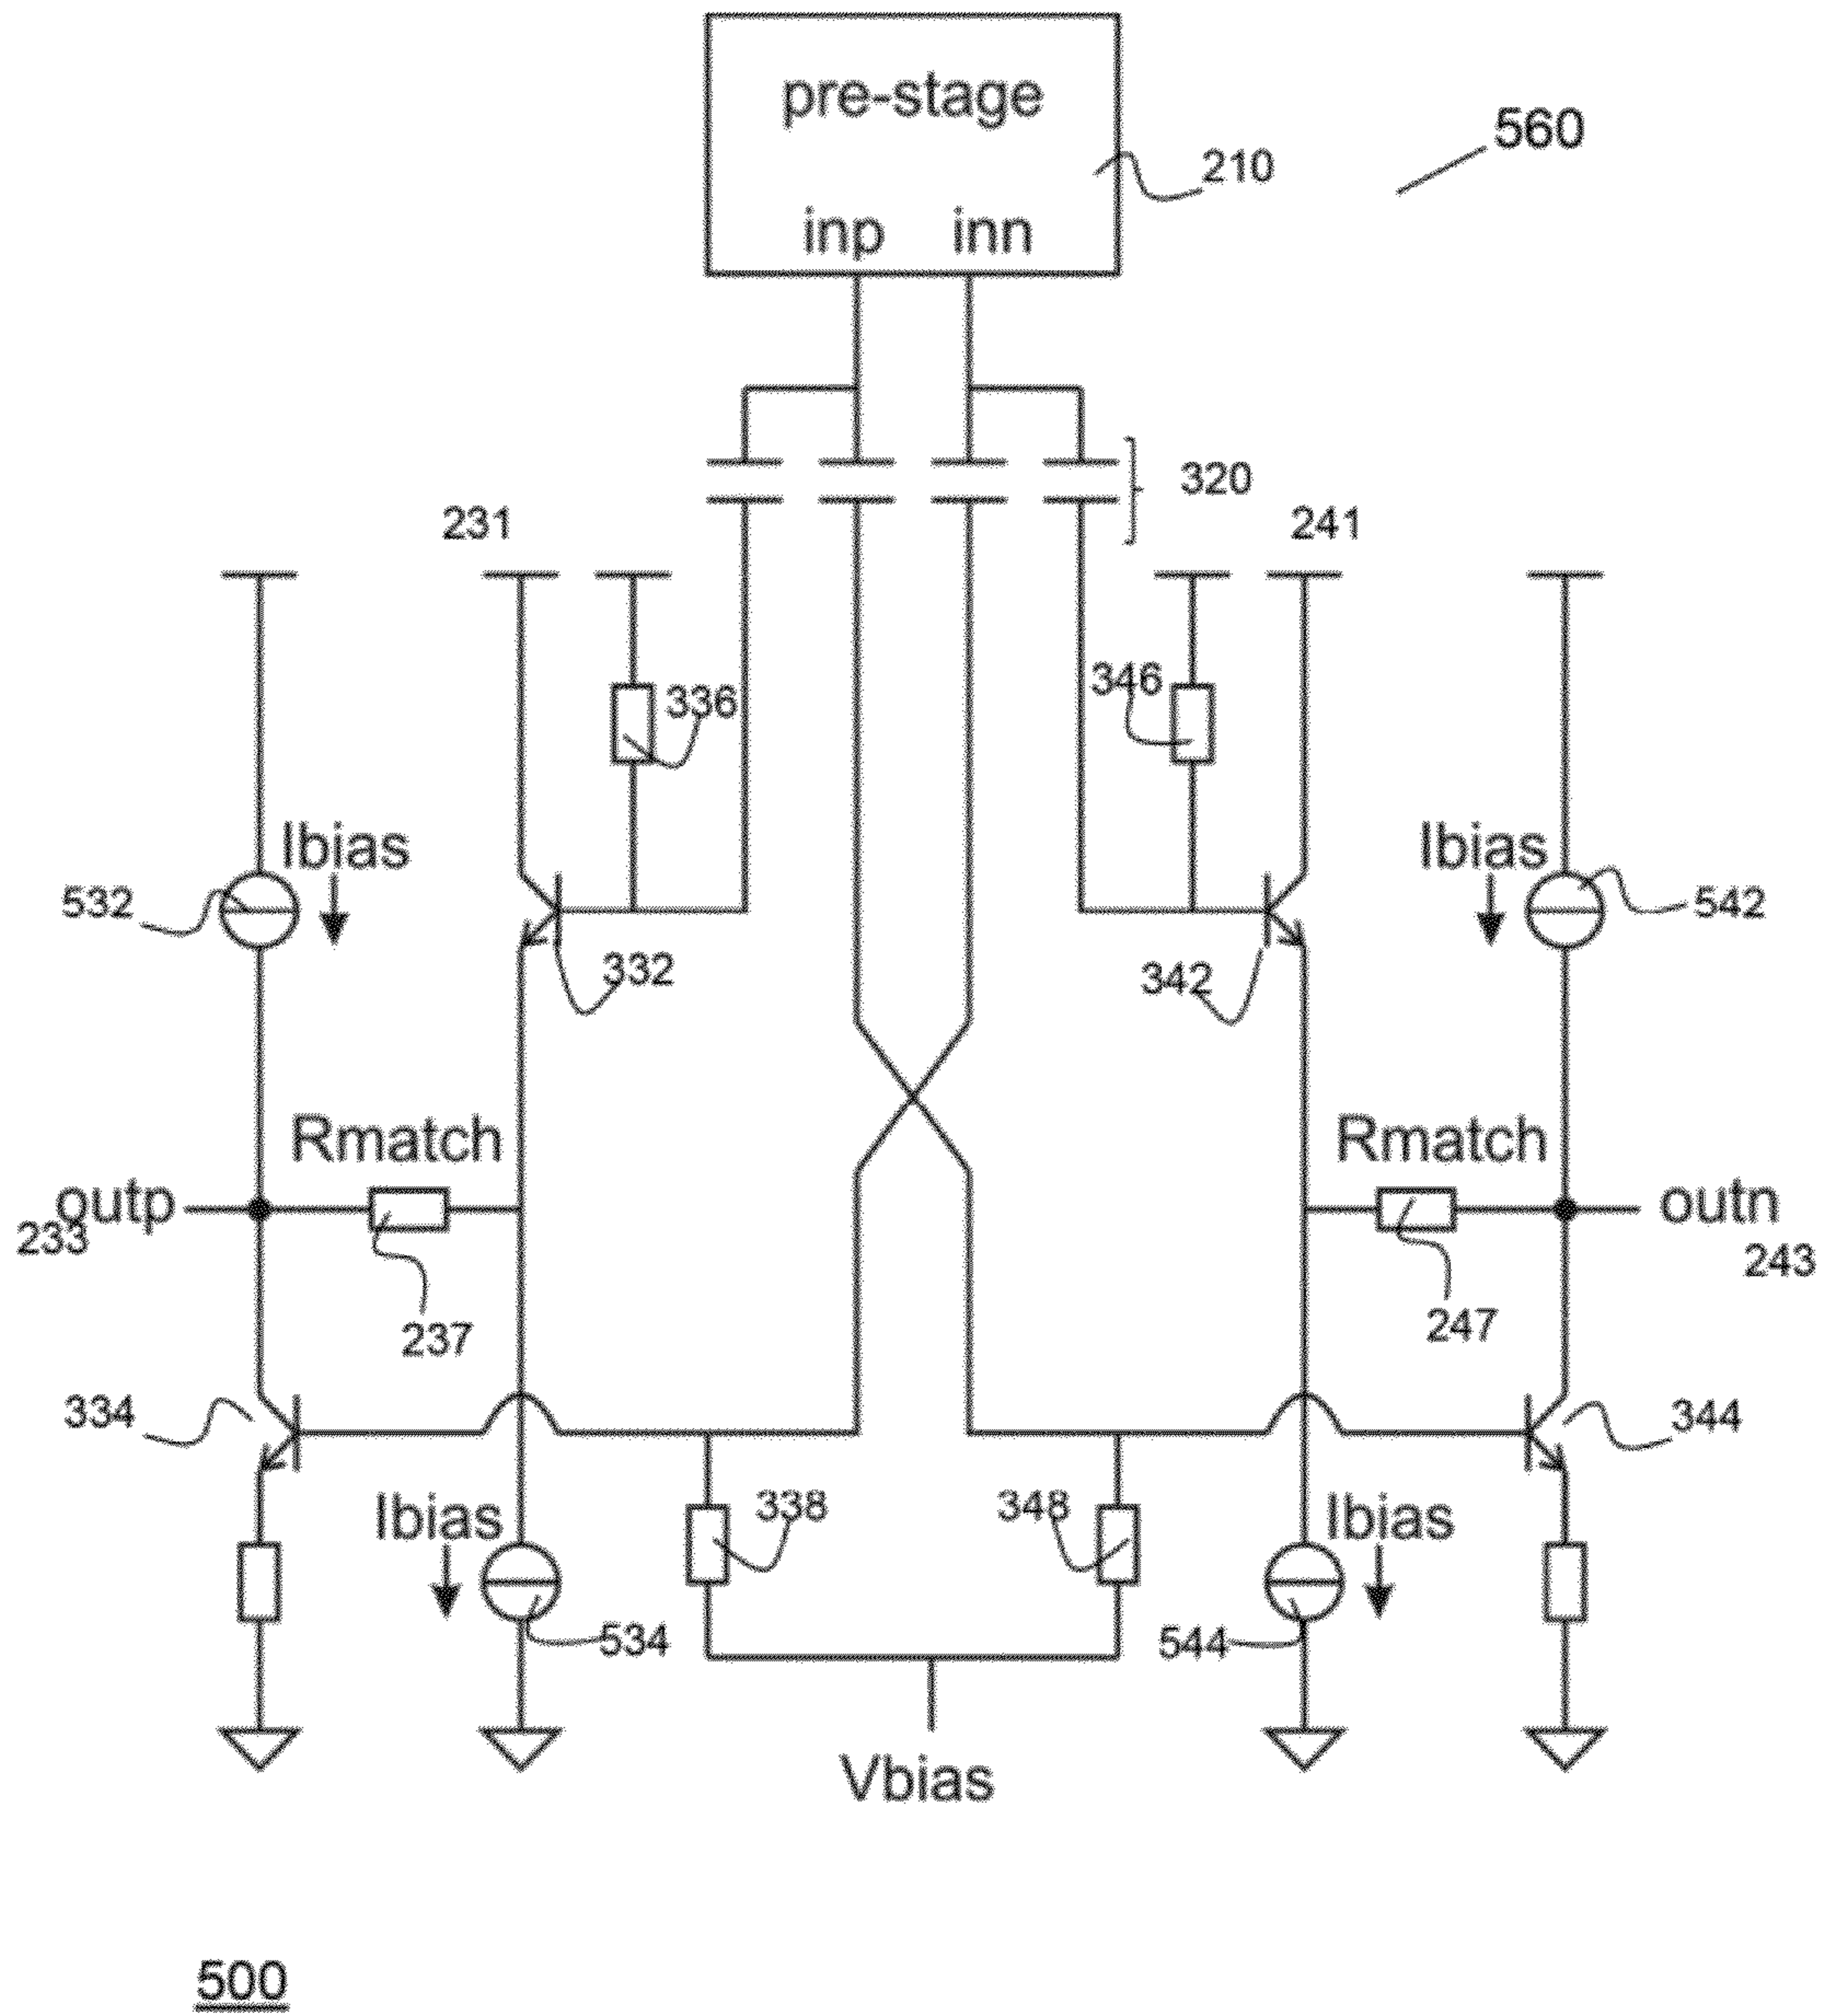 pre-stage
560
210
inp inn
320
231
241
336
346
Ibias
Ibias
532
542
332
342
Rmatch
Rmatch
outp
outn
233
243
237
247
334
344
Ibias
338
348
Ibias
534
544
Vbias
500